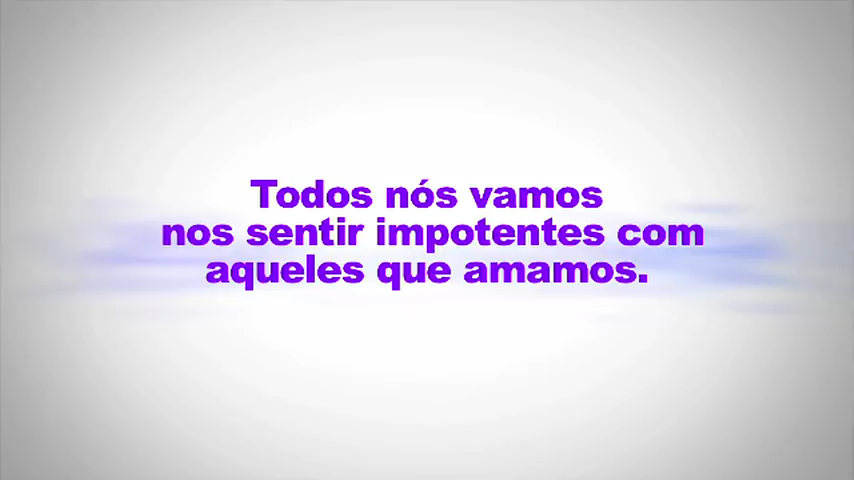 Todos nós vamos
nos sentir impotentes com
aqueles que amamos.